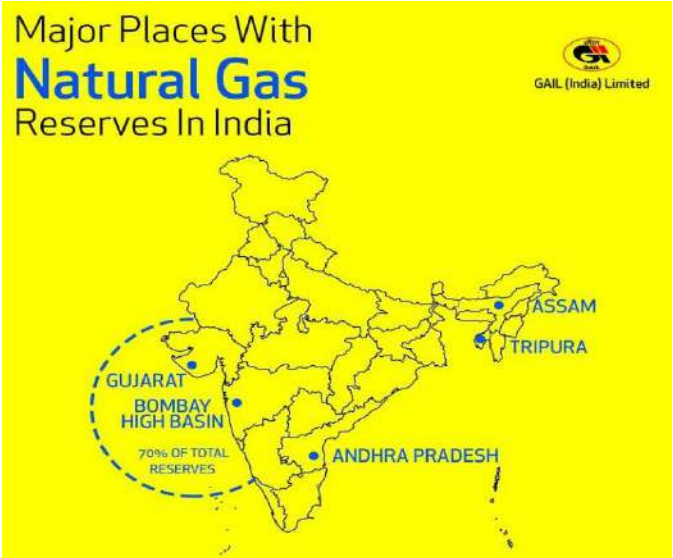 Major Places With
Natural Gas
Reserves In India
GAIL
GAIL (India) Limited
ASSAM
TRIPURA
GUJARAT
BOMBAY
HIGH BASIN
70% OF TOTAL
RESERVES
ANDHRA PRADESH